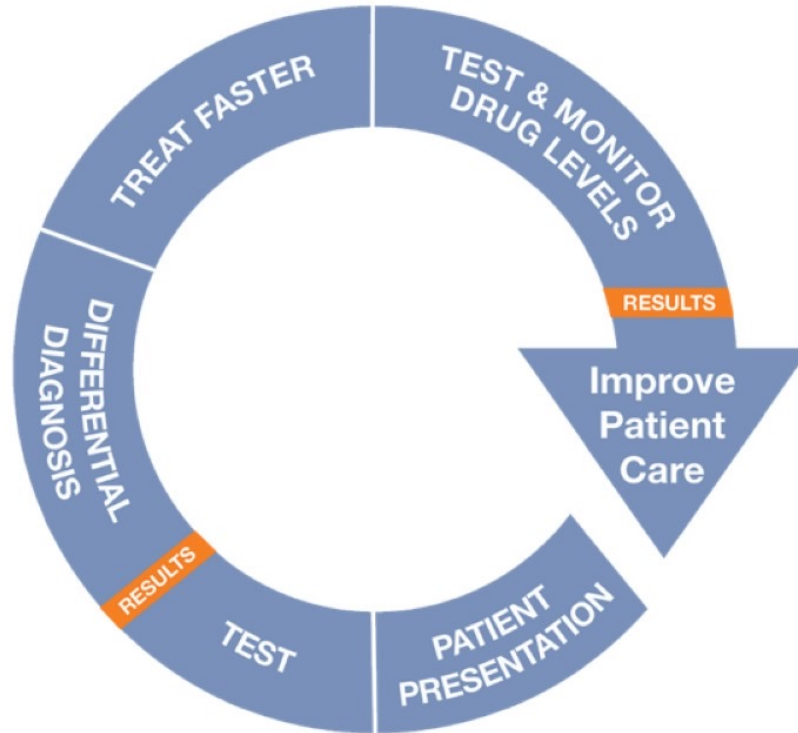 TREAT FASTER
TEST & MONITOR
DRUG LEVELS
RESULTS
Improve
Patient
Care
DIFFERENTIAL
DIAGNOSIS
RESULTS
TEST
PATIENT
PRESENTATION